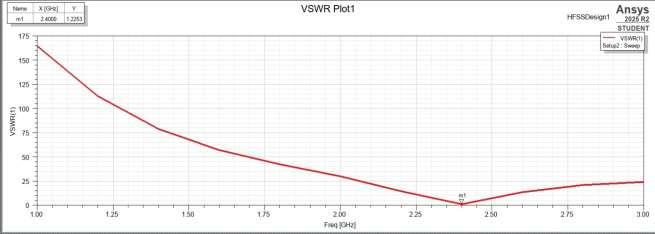 VSWR Plot1
Name X [GHz] Y
m1 2.4000 1.2253
HFSSDesign1
Ansys
2025 R2
STUDENT
VSWR(1)
Setup2 : Sweep
VSWR(1)
175
150
125
100
75
50
25
0
m1
1.00 1.25 1.50 1.75 2.00 2.25 2.50 2.75 3.00
Freq [GHz]